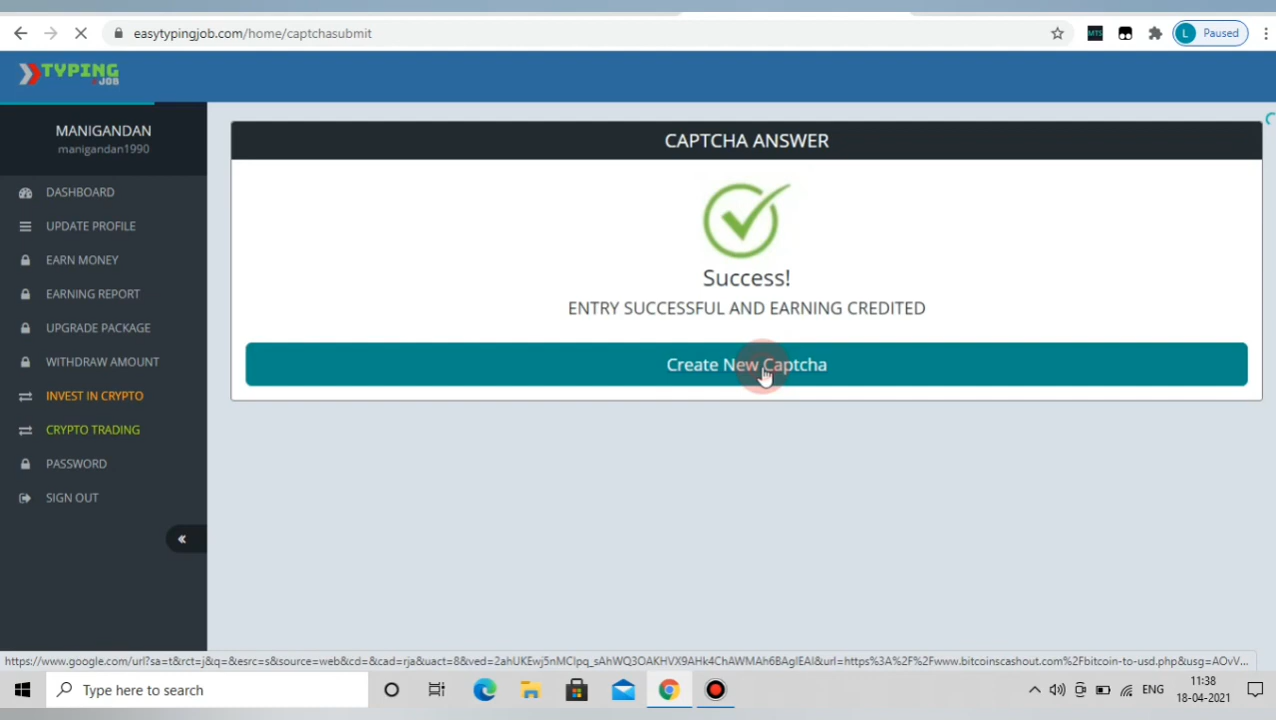 easytypingjob.com/home/captchasubmit
MTS
L Paused
TYPING
JOB
MANIGANDAN
manigandan1990
CAPTCHA ANSWER
DASHBOARD
UPDATE PROFILE
EARN MONEY
EARNING REPORT
UPGRADE PACKAGE
WITHDRAW AMOUNT
INVEST IN CRYPTO
CRYPTO TRADING
PASSWORD
SIGN OUT
Success!
ENTRY SUCCESSFUL AND EARNING CREDITED
Create New Captcha
Type here to search
ENG
11:38
18-04-2021